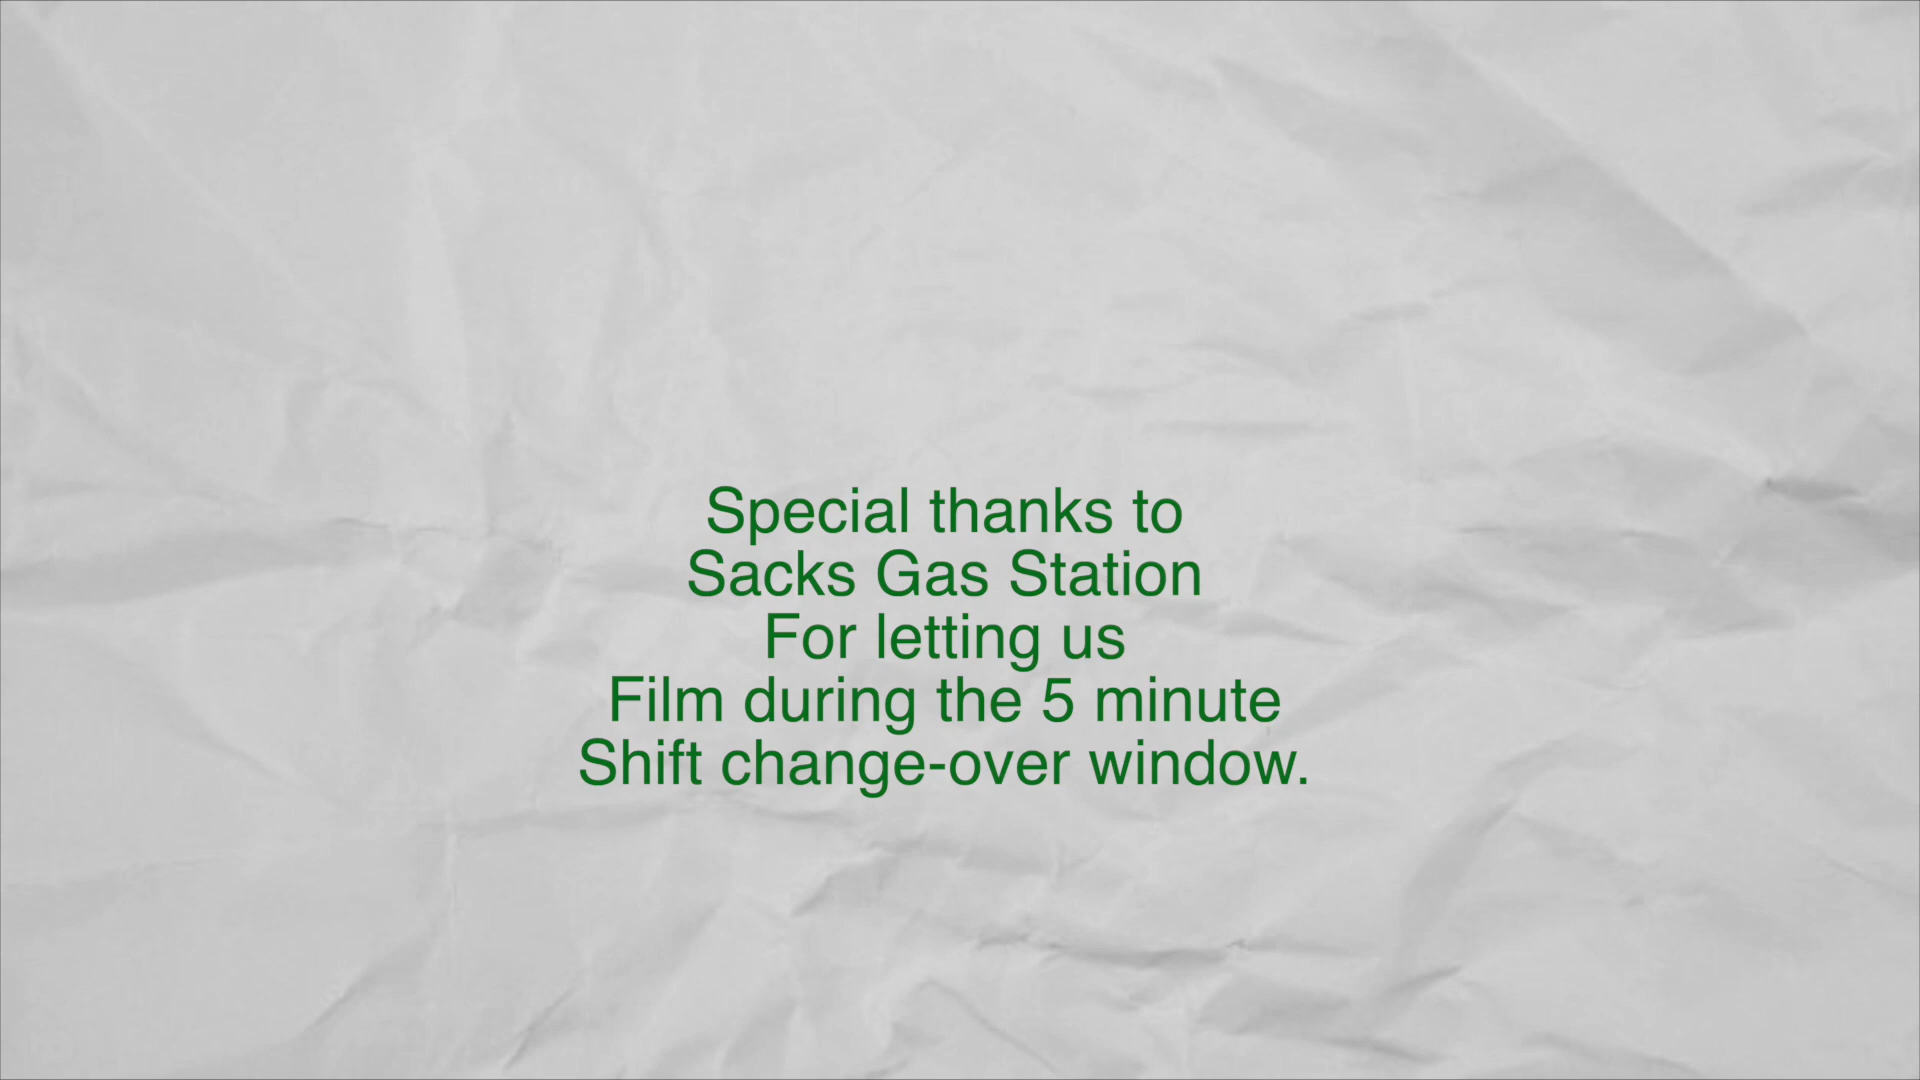 Special thanks to
Sacks Gas Station
For letting us
Film during the 5 minute
Shift change-over window.